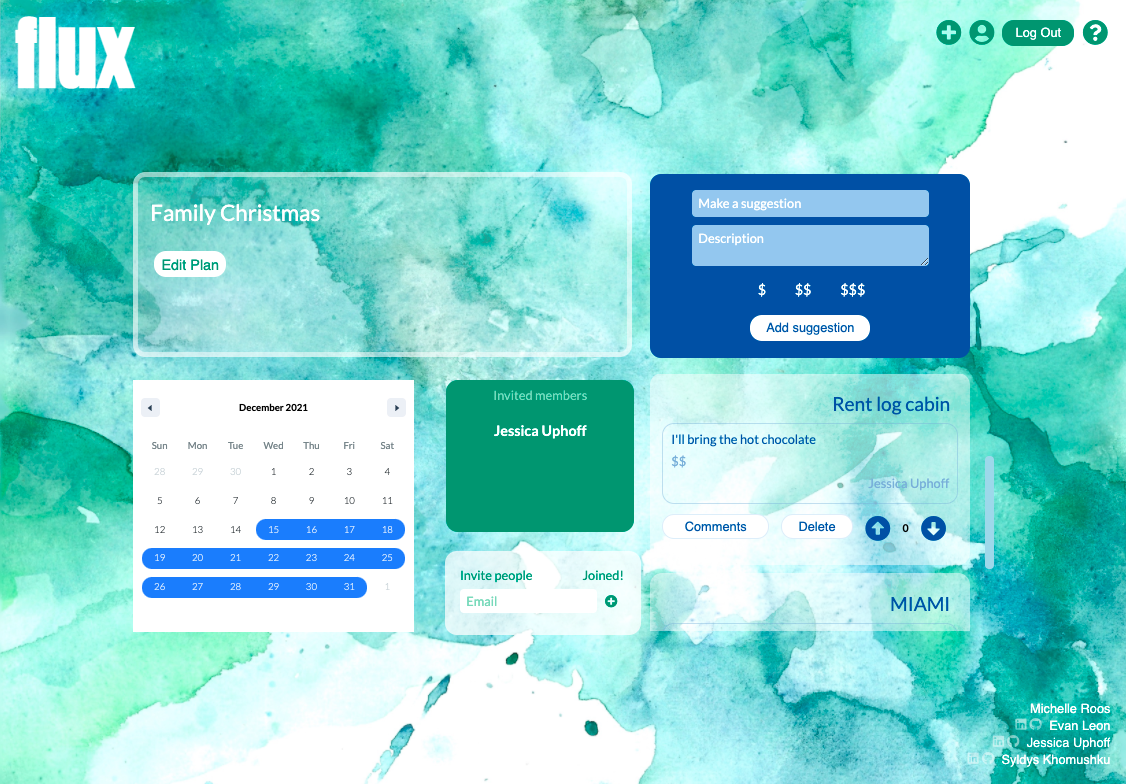 flux
Log Out
?
Family Christmas
Edit Plan
Make a suggestion
Description
$ $$ $$$
Add suggestion
December 2021
Sun Mon Tue Wed Thu Fri Sat
28 29 30 1 2 3 4
5 6 7 8 9 10 11
12 13 14 15 16 17 18
19 20 21 22 23 24 25
26 27 28 29 30 31 1
Invited members
Jessica Uphoff
Invite people Joined!
Email
Rent log cabin
I'll bring the hot chocolate
$$
Jessica Uphoff
Comments Delete 0
MIAMI
Michelle Roos
Evan Leon
Jessica Uphoff
Syldys Khomushku